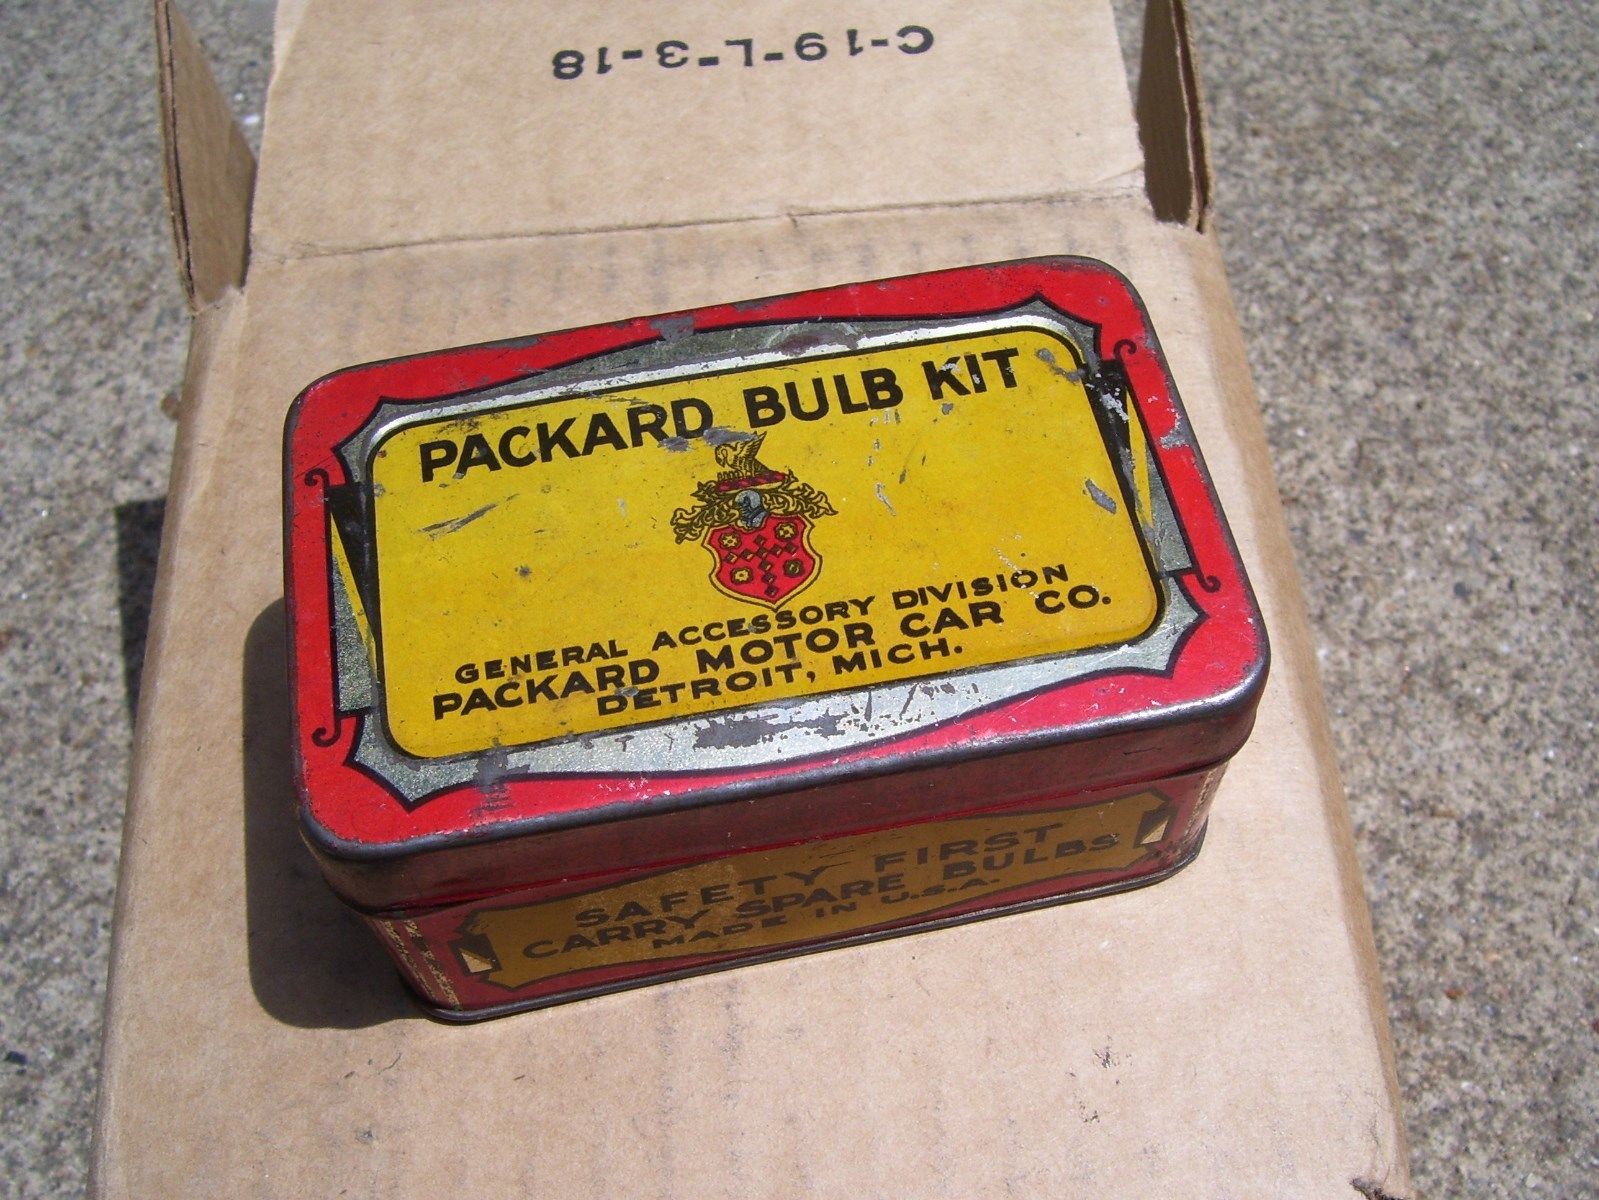 C-19-L-3-18
PACKARD BULB KIT
GENERAL ACCESSORY DIVISION
PACKARD MOTOR CAR CO.
DETROIT, MICH.
SAFETY FIRST
CARRY SPARE BULBS
MADE IN U.S.A.